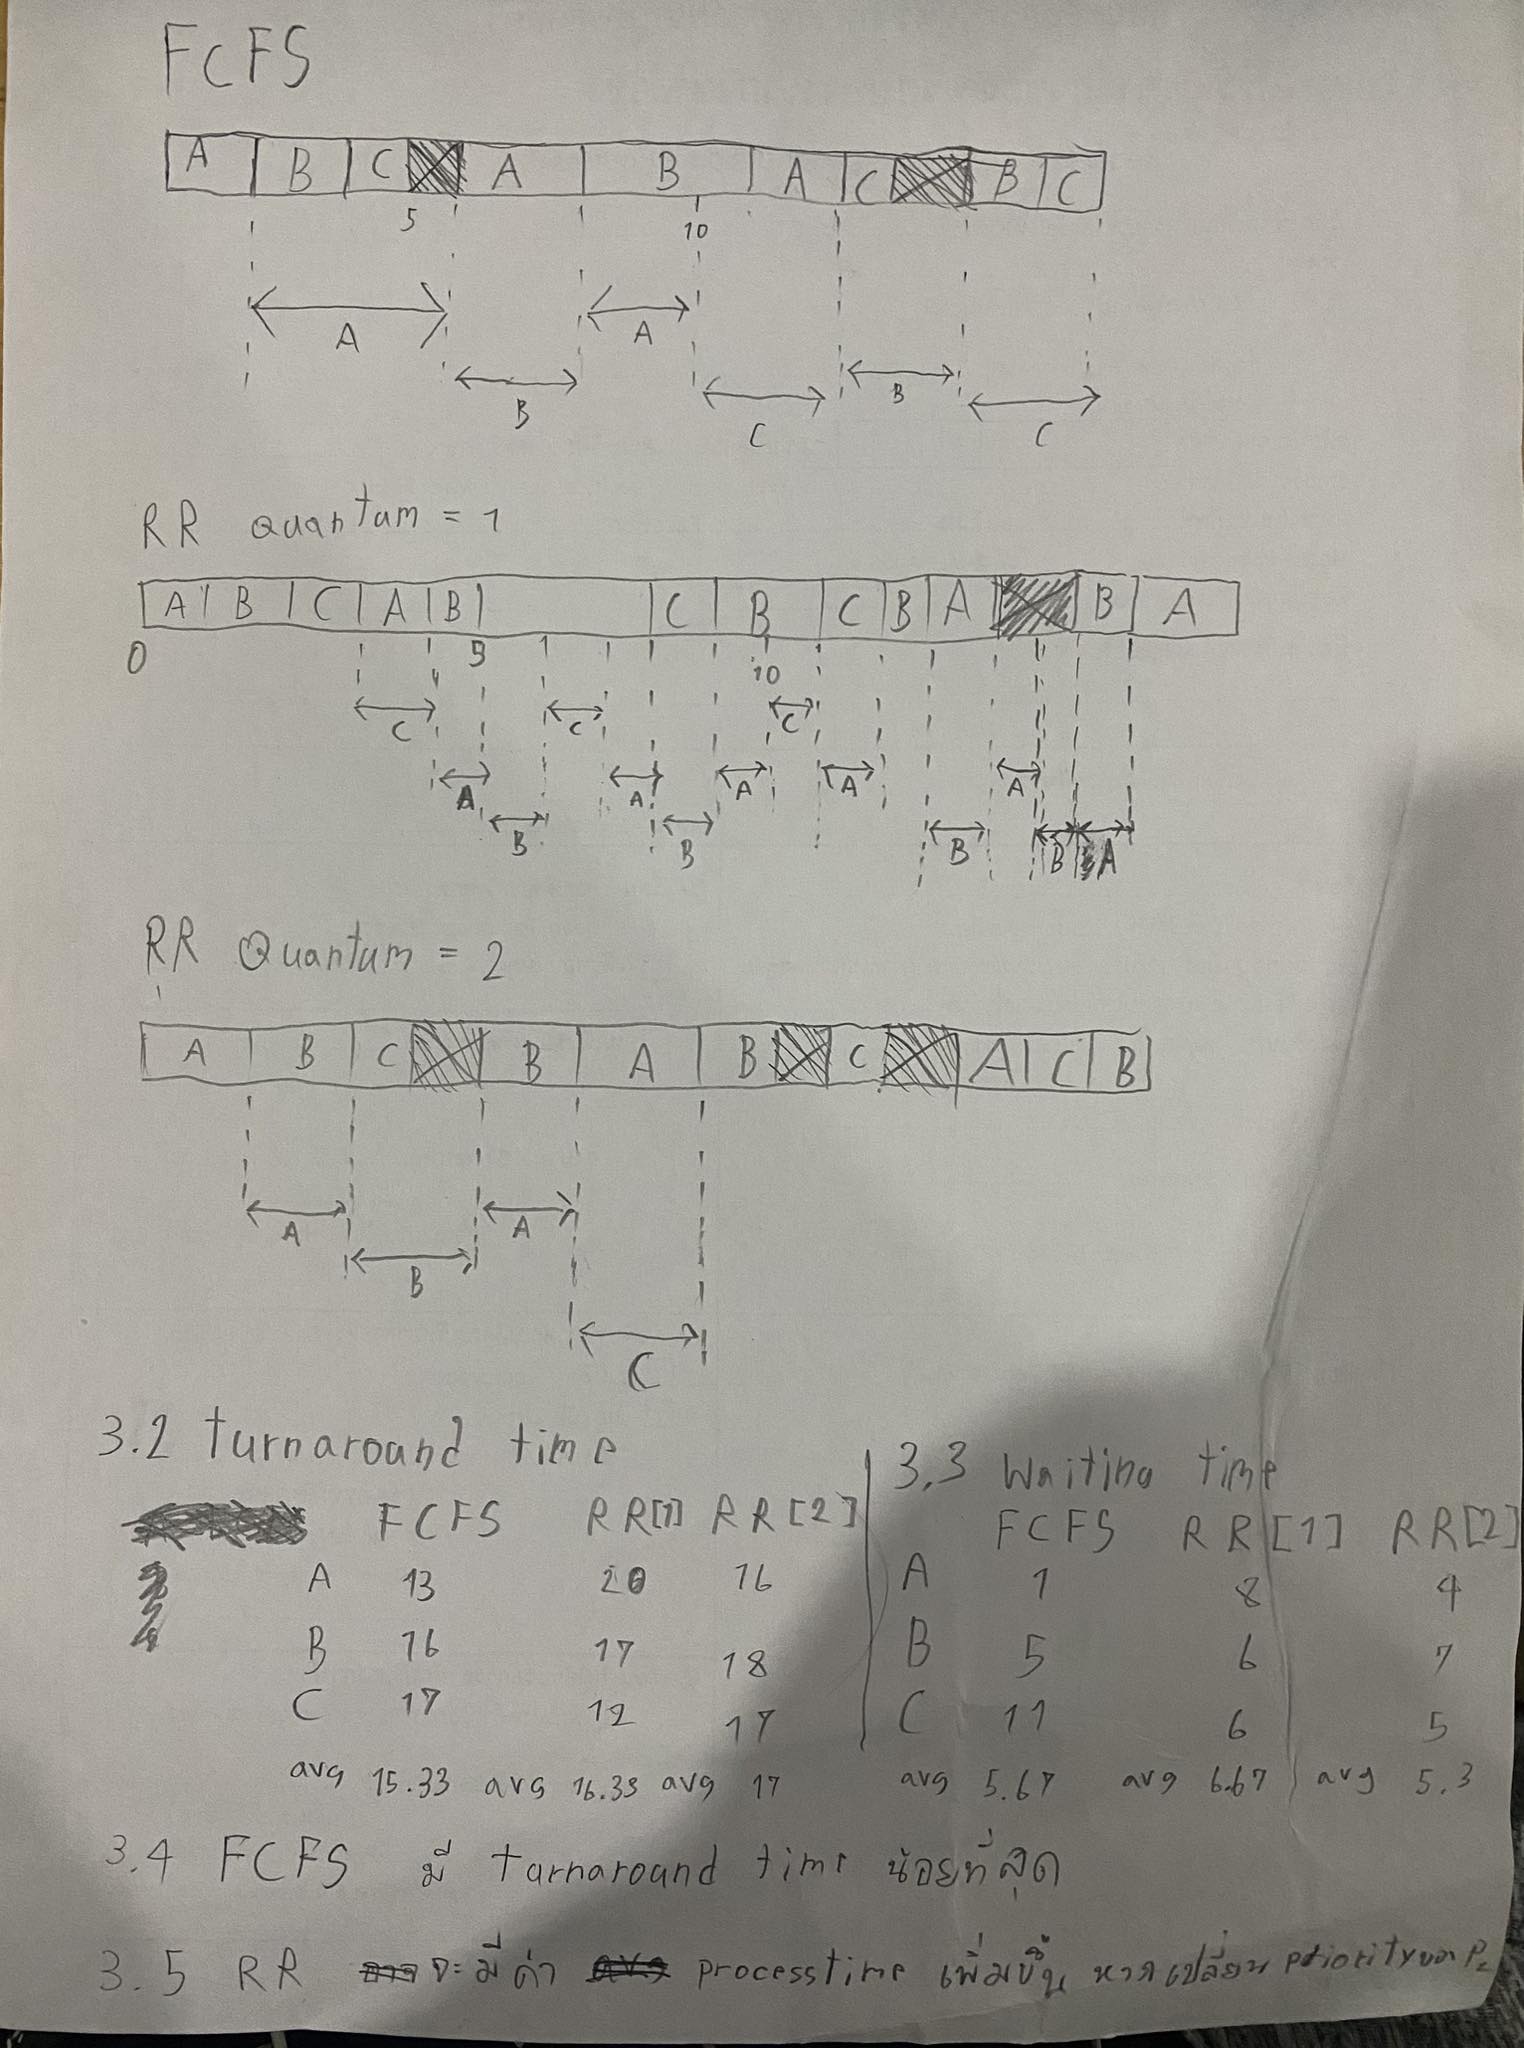 FCFS
A B C A B A C B C
5 10
A A
B B
C C
RR quantum = 1
A B C A B C B C B A B A
0 5 10
C C C
A A A A A
B B B B A
RR Quantum = 2
A B C B A B C A C B
A A
B
C
3.2 turnaround time
FCFS RR[1] RR[2]
A 13 20 16
B 16 17 18
C 17 12 17
avg 15.33 avg 16.33 avg 17
3.3 Waiting time
FCFS RR[1] RR[2]
A 1 8 4
B 5 6 7
C 11 6 5
avg 5.67 avg 6.67 avg 5.3
3.4 FCFS มี turnaround time น้อยที่สุด
3.5 RR จะมีค่า process time เพิ่มขึ้น หากเปลี่ยน priority ของ P2